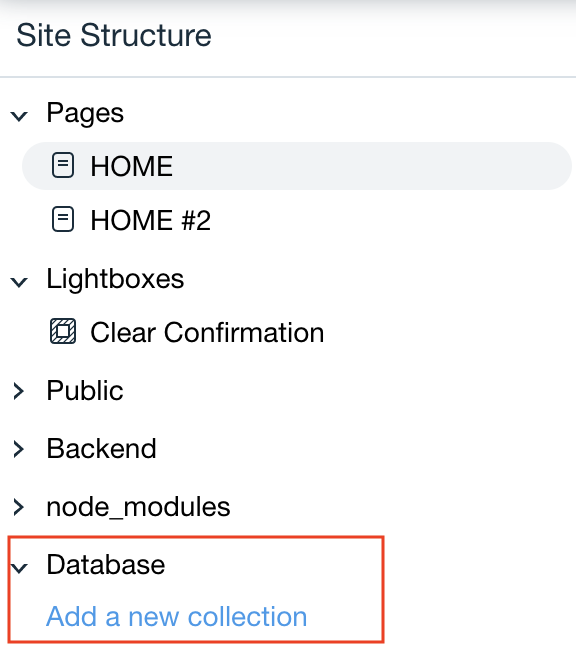 Site Structure
Pages
HOME
HOME #2
Lightboxes
Clear Confirmation
Public
Backend
node_modules
Database
Add a new collection